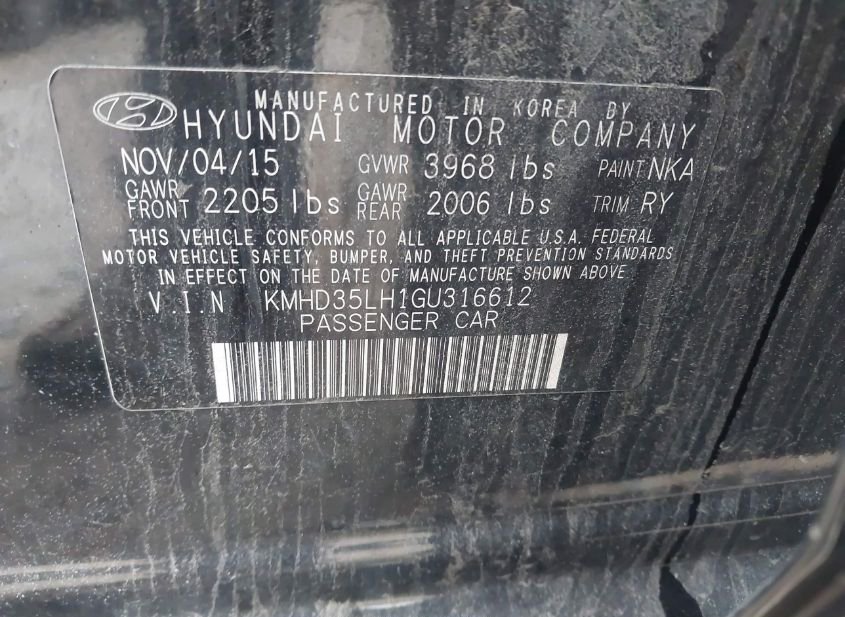 MANUFACTURED IN KOREA BY
HYUNDAI MOTOR COMPANY
NOV/04/15 GVWR 3968 lbs PAINT NKA
GAWR FRONT 2205 lbs GAWR REAR 2006 lbs TRIM RY
THIS VEHICLE CONFORMS TO ALL APPLICABLE U.S.A. FEDERAL
MOTOR VEHICLE SAFETY, BUMPER, AND THEFT PREVENTION STANDARDS
IN EFFECT ON THE DATE OF MANUFACTURE SHOWN ABOVE
V.I.N KMHD35LH1GU316612
PASSENGER CAR